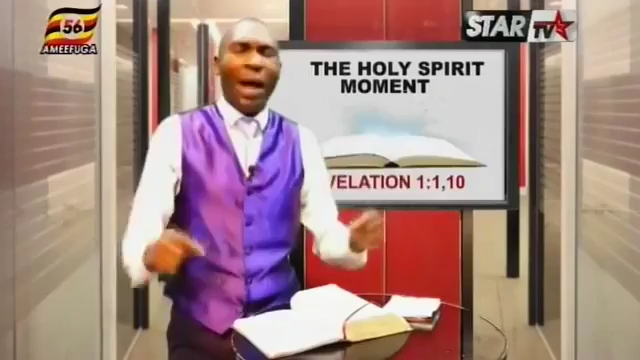 56
AMEEFUGA
STAR TV
THE HOLY SPIRIT
MOMENT
VELATION 1:1,10